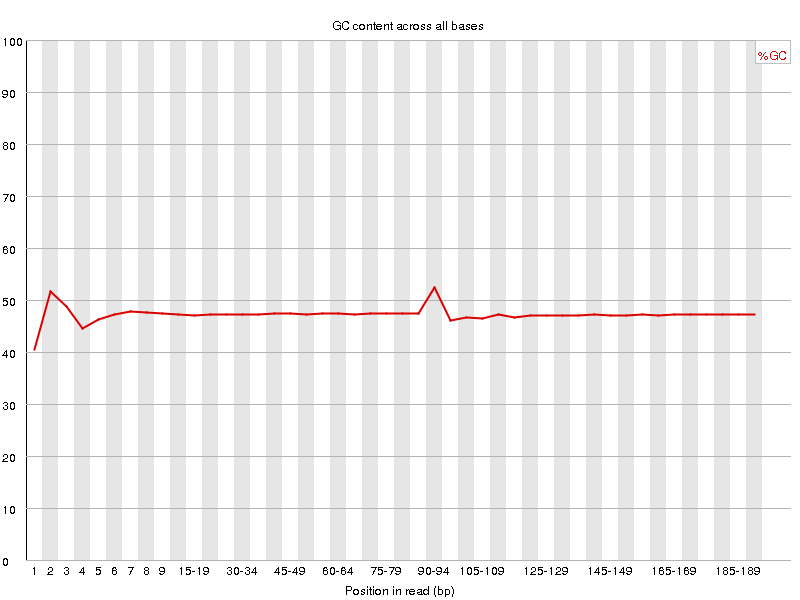 GC content across all bases
%GC
100
90
80
70
60
50
40
30
20
10
0
1 2 3 4 5 6 7 8 9 15-19 30-34 45-49 60-64 75-79 90-94 105-109 125-129 145-149 165-169 185-189
Position in read (bp)